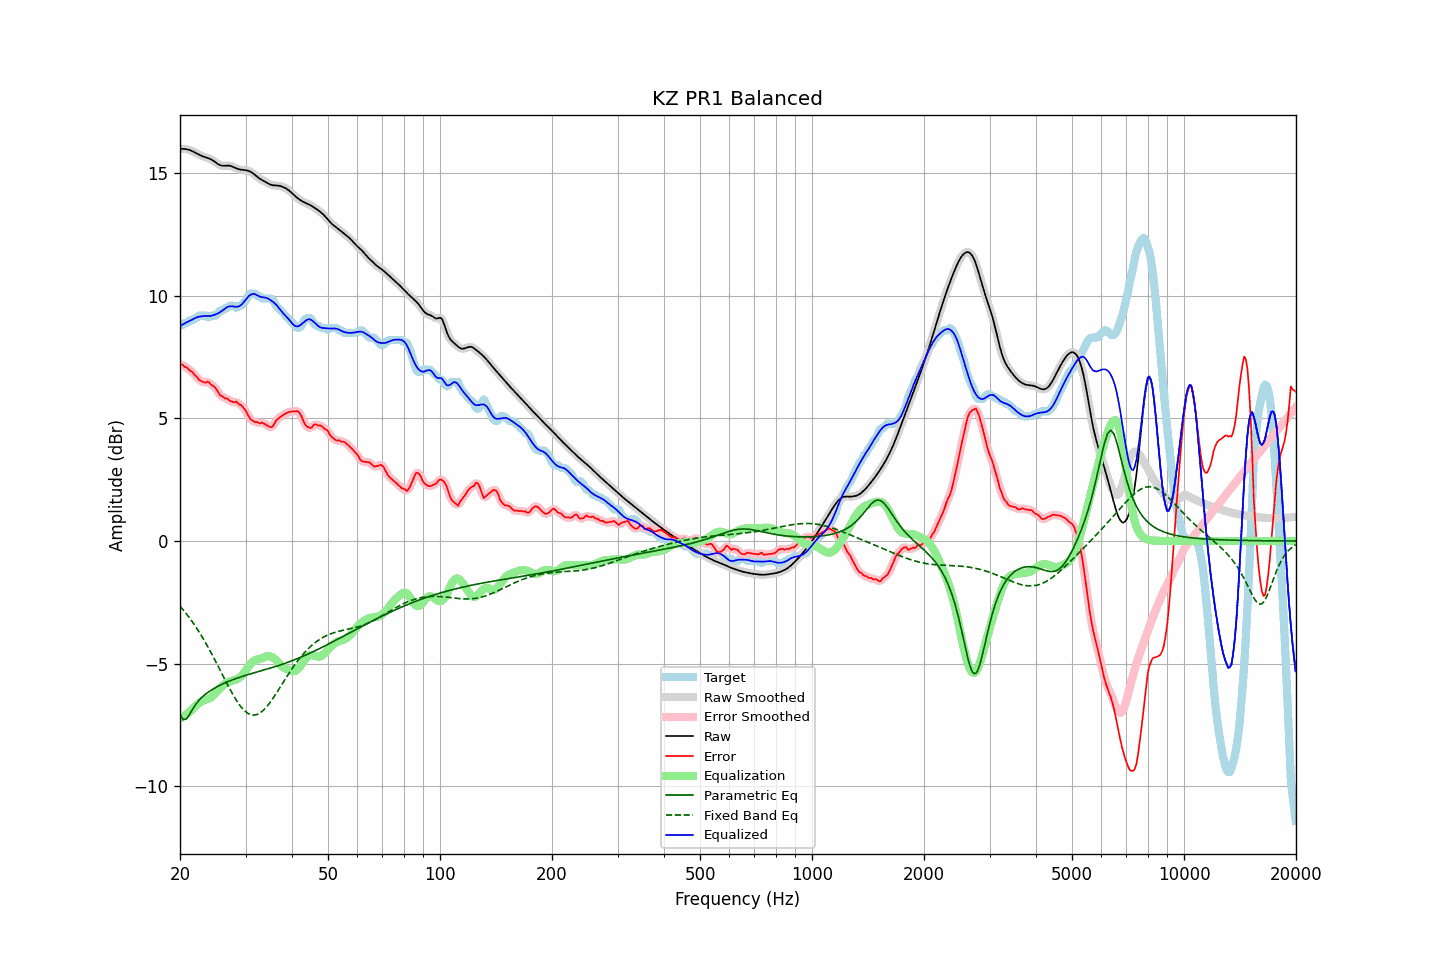 KZ PR1 Balanced
Amplitude (dBr)
15
10
5
0
−5
−10
Target
Raw Smoothed
Error Smoothed
Raw
Error
Equalization
Parametric Eq
Fixed Band Eq
Equalized
20 50 100 200 500 1000 2000 5000 10000 20000
Frequency (Hz)